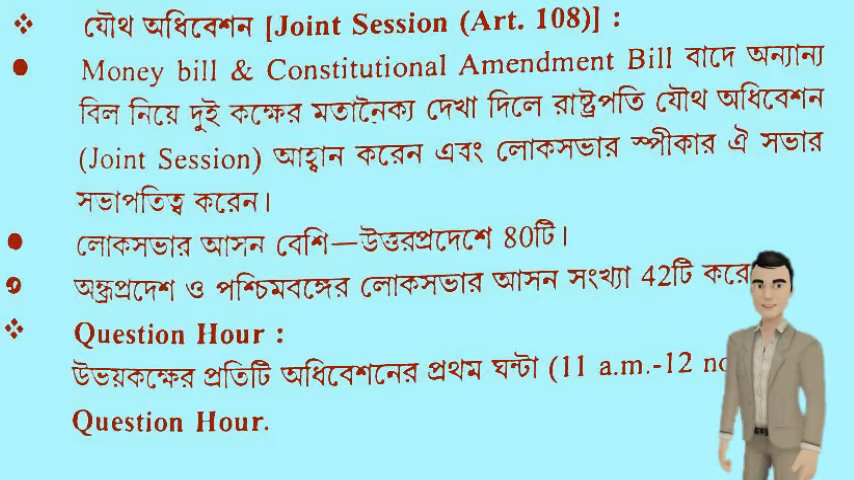 ❖ যৌথ অধিবেশন [Joint Session (Art. 108)] :
● Money bill & Constitutional Amendment Bill বাদে অন্যান্য
বিল নিয়ে দুই কক্ষের মতানৈক্য দেখা দিলে রাষ্ট্রপতি যৌথ অধিবেশন
(Joint Session) আহ্বান করেন এবং লোকসভার স্পীকার ঐ সভার
সভাপতিত্ব করেন।
● লোকসভার আসন বেশি—উত্তরপ্রদেশে 80টি।
● অন্ধ্রপ্রদেশ ও পশ্চিমবঙ্গের লোকসভার আসন সংখ্যা 42টি করে
❖ Question Hour :
উভয়কক্ষের প্রতিটি অধিবেশনের প্রথম ঘন্টা (11 a.m.-12
Question Hour.